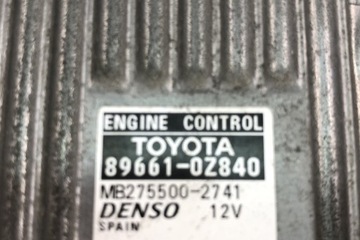 ENGINE CONTROL
TOYOTA
89661-0Z840
MB275500-2741
DENSO 12V
SPAIN